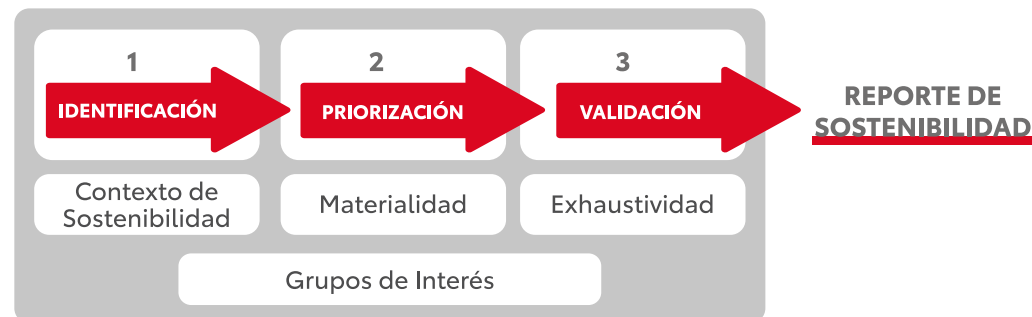 1
IDENTIFICACIÓN
2
PRIORIZACIÓN
3
VALIDACIÓN
REPORTE DE
SOSTENIBILIDAD
Contexto de
Sostenibilidad
Materialidad
Exhaustividad
Grupos de Interés